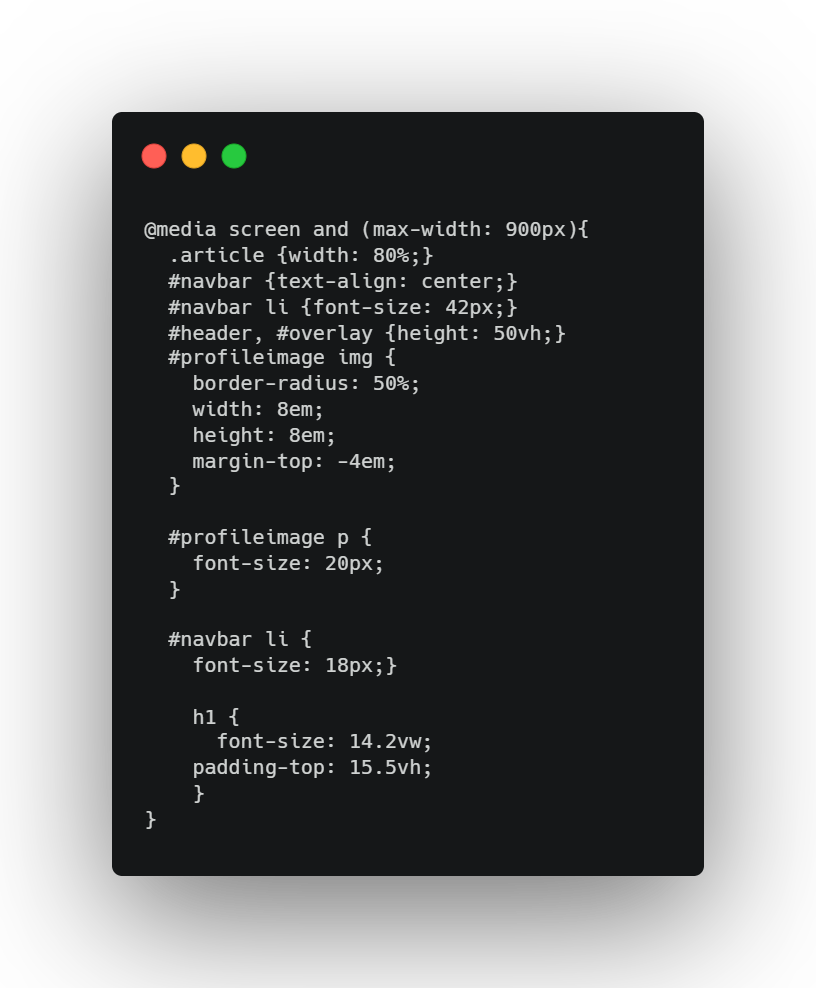 @media screen and (max-width: 900px){
  .article {width: 80%;}
  #navbar {text-align: center;}
  #navbar li {font-size: 42px;}
  #header, #overlay {height: 50vh;}
  #profileimage img {
    border-radius: 50%;
    width: 8em;
    height: 8em;
    margin-top: -4em;
  }

  #profileimage p {
    font-size: 20px;
  }

  #navbar li {
    font-size: 18px;}

    h1 {
      font-size: 14.2vw;
    padding-top: 15.5vh;
    }
}